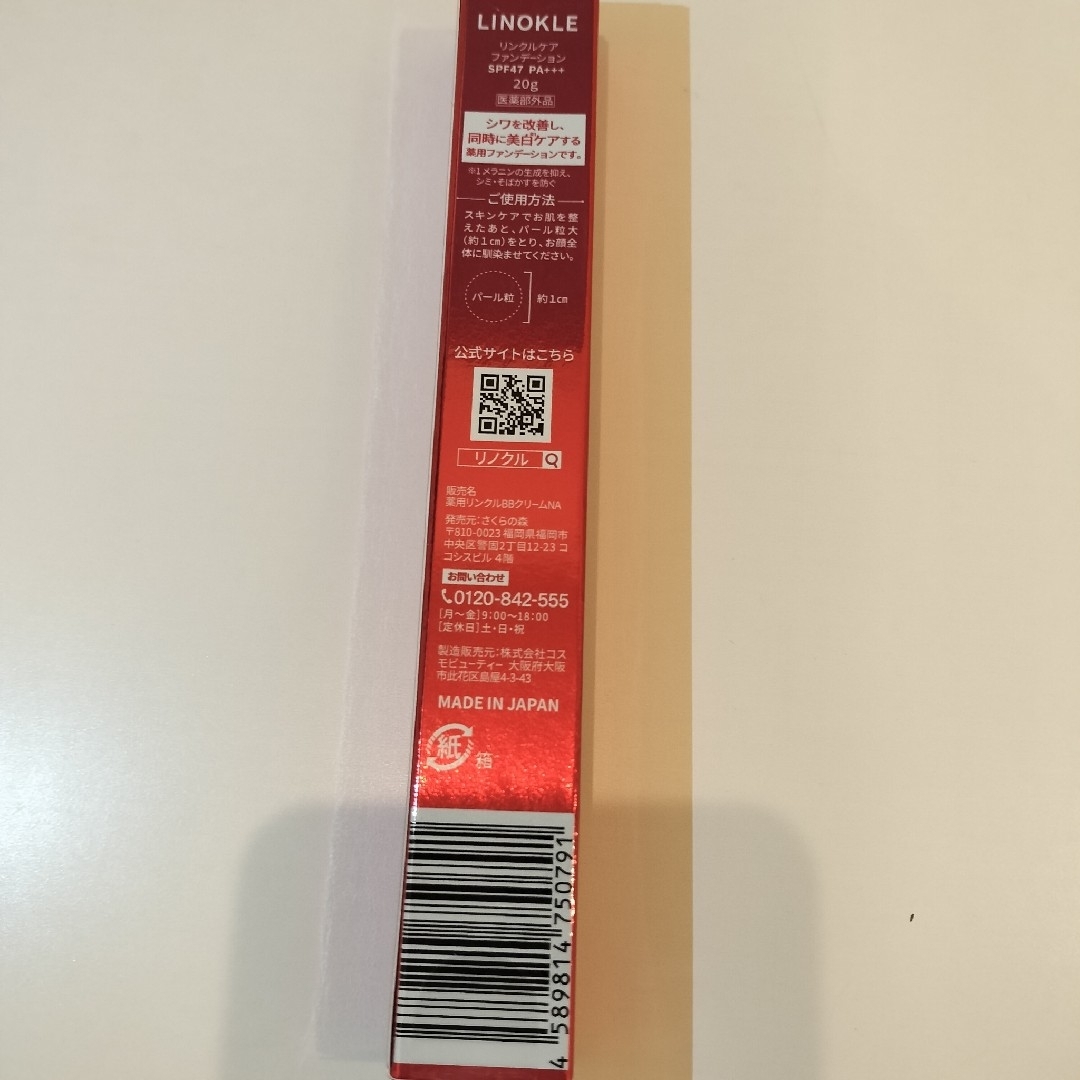 LINOKLE
リンクルケア
ファンデーション
SPF47 PA+++
20g
医薬部外品
シワを改善し、
同時に美白ケアする
薬用ファンデーションです。
※1メラニンの生成を抑え、
シミ・そばかすを防ぐ
ご使用方法
スキンケアでお肌を整
えたあと、パール粒大
(約1cm)をとり、お顔全
体に馴染ませてください。
パール粒
約1cm
公式サイトはこちら
リノクル
販売名
薬用リンクルBBクリームNA
発売元:さくらの森
〒810-0023 福岡県福岡市
中央区警固2丁目12-23 コ
コシスビル 4階
お問い合わせ
0120-842-555
[月～金]9:00～18:00
[定休日]土・日・祝
製造販売元:株式会社コス
モビューティー 大阪府大阪
市此花区島屋4-3-43
MADE IN JAPAN
紙
箱
4 589814 750791